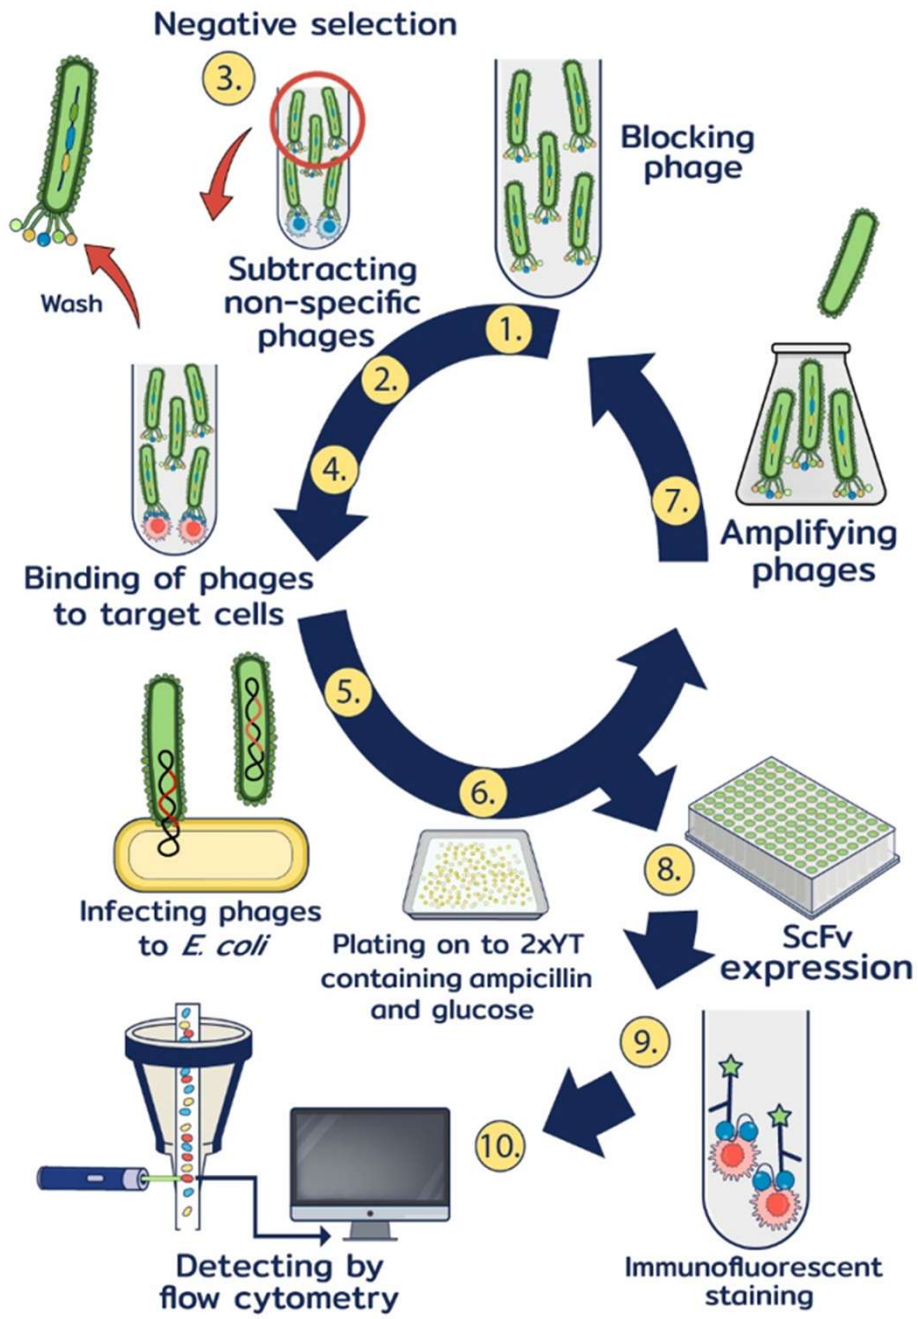 Negative selection
3.
Blocking
phage
Subtracting
non-specific
phages
Wash
1.
2.
4.
7.
Amplifying
phages
Binding of phages
to target cells
5.
6.
Infecting phages
to E. coli
Plating on to 2xYT
containing ampicillin
and glucose
8.
ScFv
expression
9.
10.
Immunofluorescent
staining
Detecting by
flow cytometry